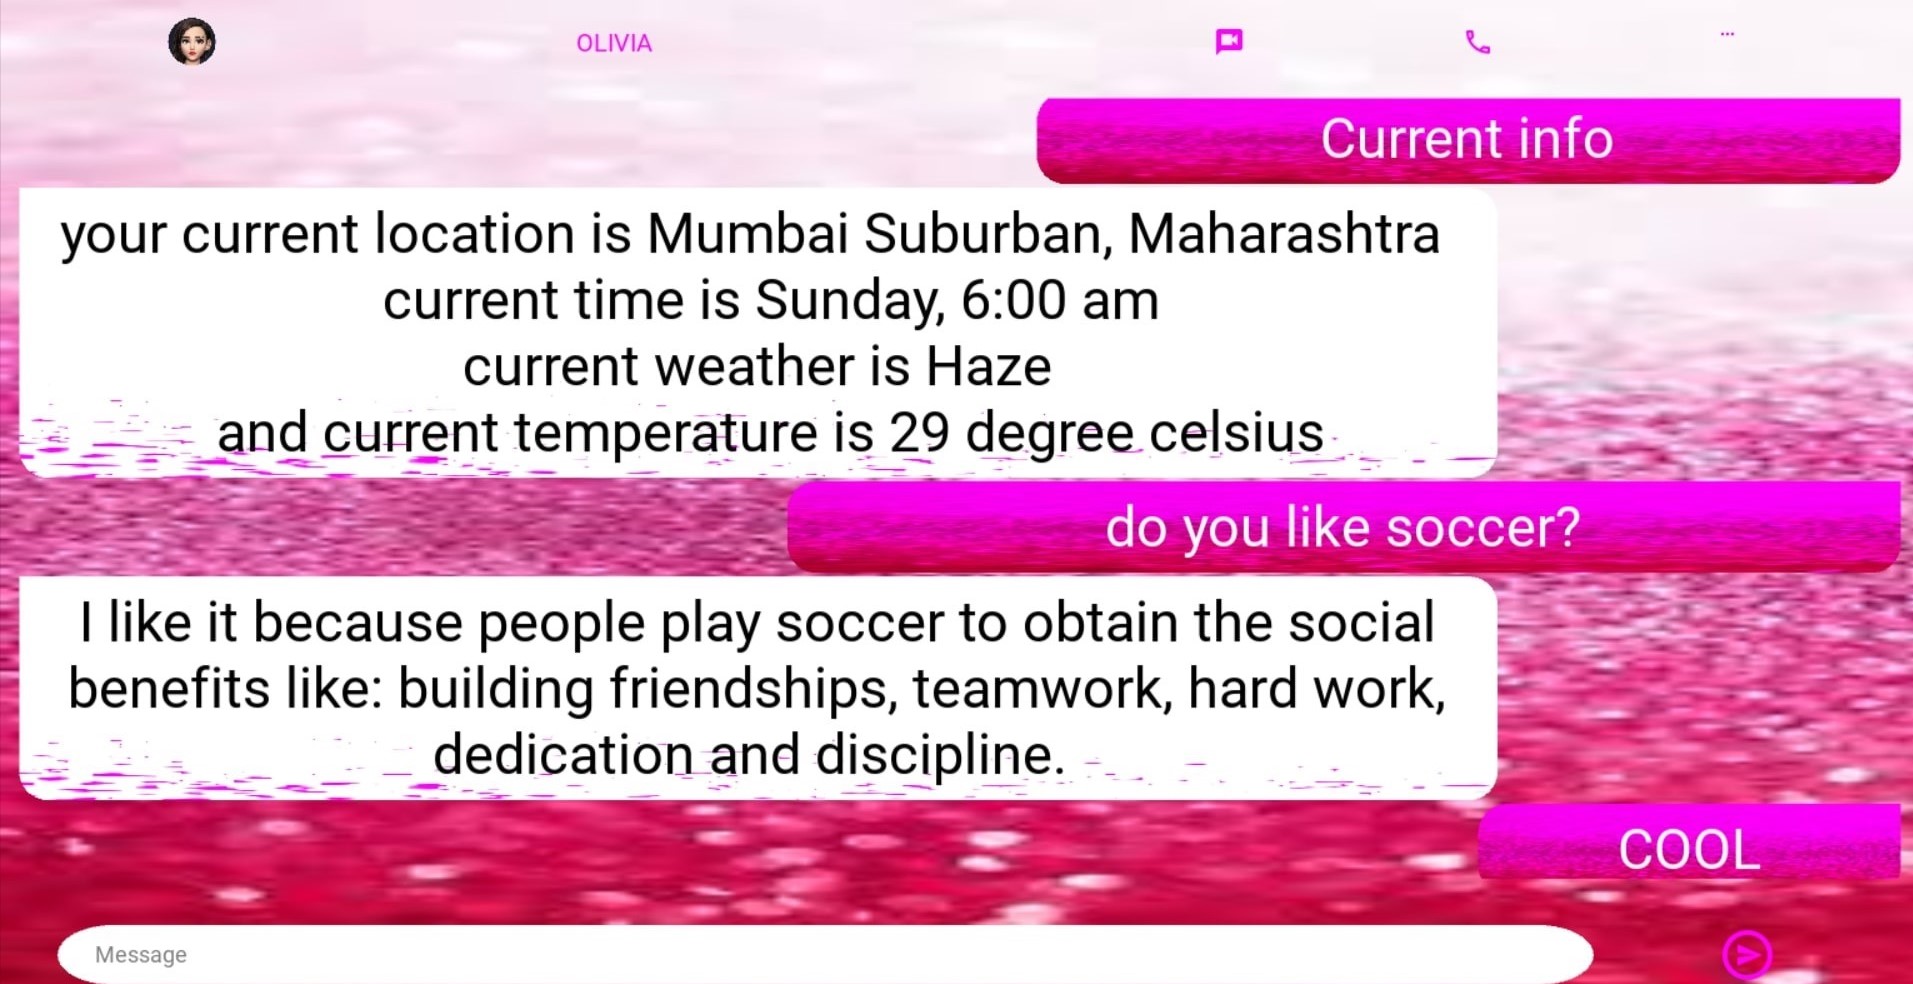 OLIVIA
...
Current info
your current location is Mumbai Suburban, Maharashtra
current time is Sunday, 6:00 am
current weather is Haze
and current temperature is 29 degree celsius
do you like soccer?
I like it because people play soccer to obtain the social
benefits like: building friendships, teamwork, hard work,
dedication and discipline.
COOL
Message